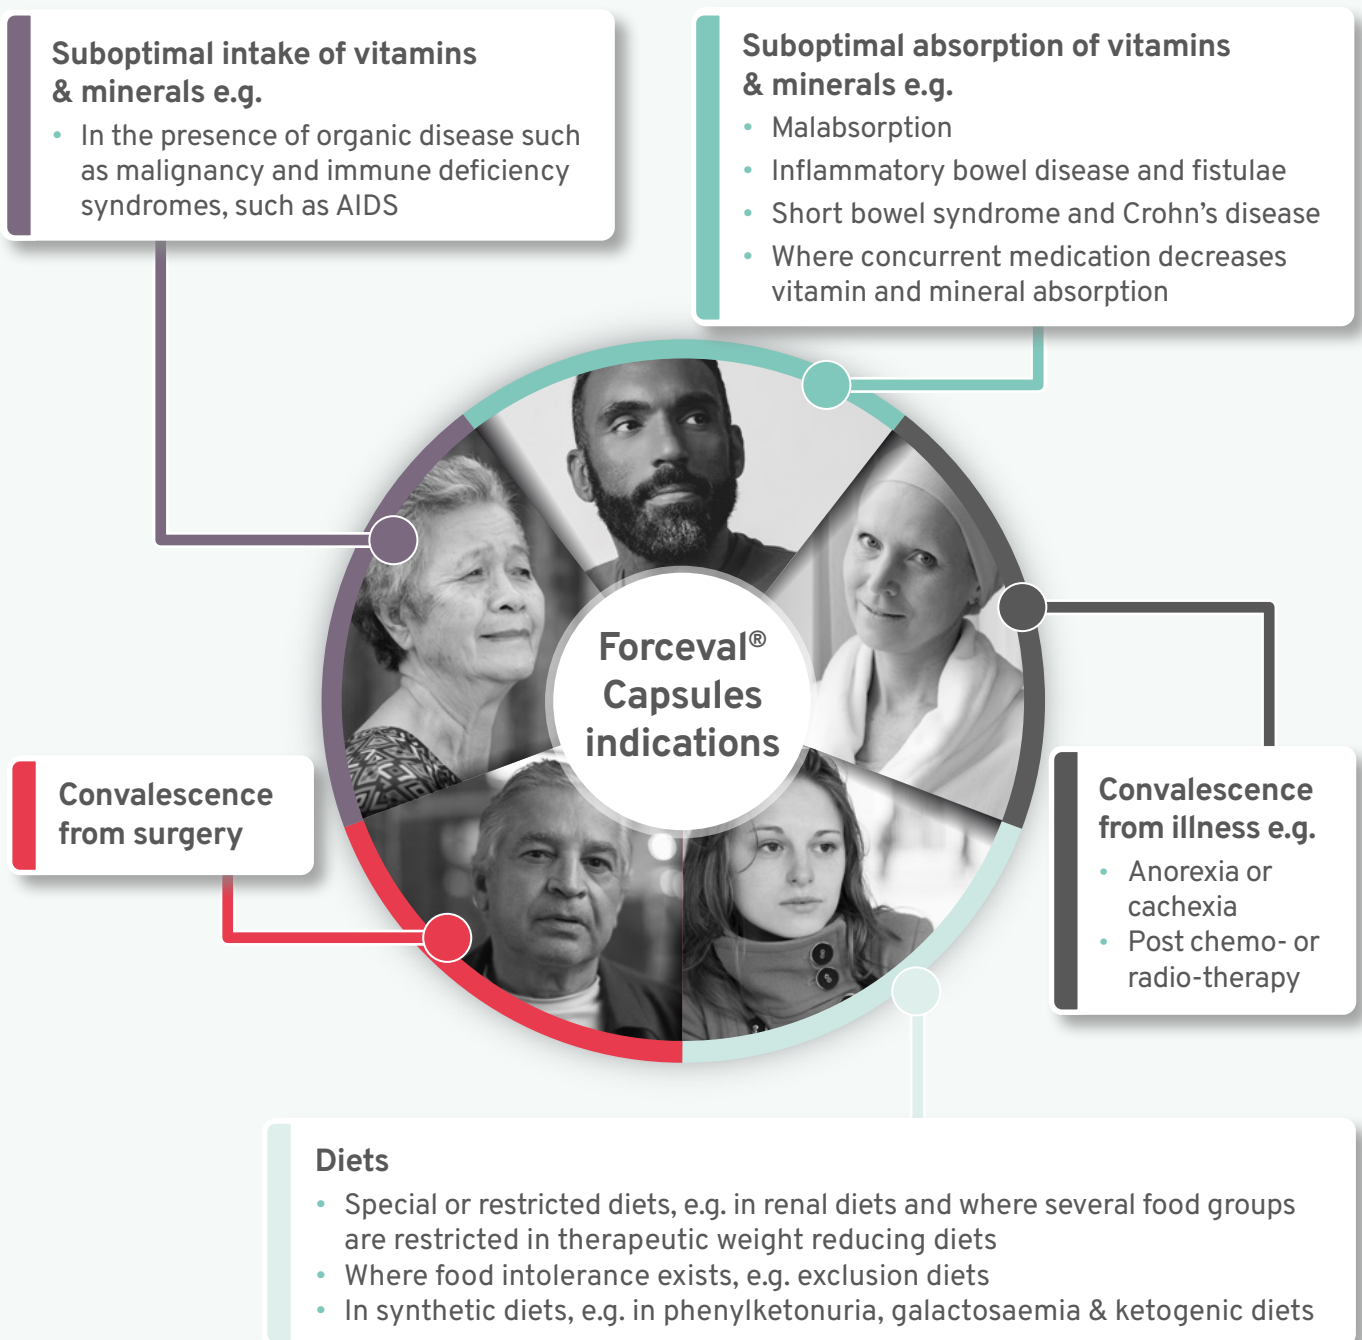 Suboptimal intake of vitamins
& minerals e.g.
• In the presence of organic disease such
as malignancy and immune deficiency
syndromes, such as AIDS
Suboptimal absorption of vitamins
& minerals e.g.
• Malabsorption
• Inflammatory bowel disease and fistulae
• Short bowel syndrome and Crohn’s disease
• Where concurrent medication decreases
vitamin and mineral absorption
Forceval®
Capsules
indications
Convalescence
from surgery
Convalescence
from illness e.g.
• Anorexia or
cachexia
• Post chemo- or
radio-therapy
Diets
• Special or restricted diets, e.g. in renal diets and where several food groups
are restricted in therapeutic weight reducing diets
• Where food intolerance exists, e.g. exclusion diets
• In synthetic diets, e.g. in phenylketonuria, galactosaemia & ketogenic diets